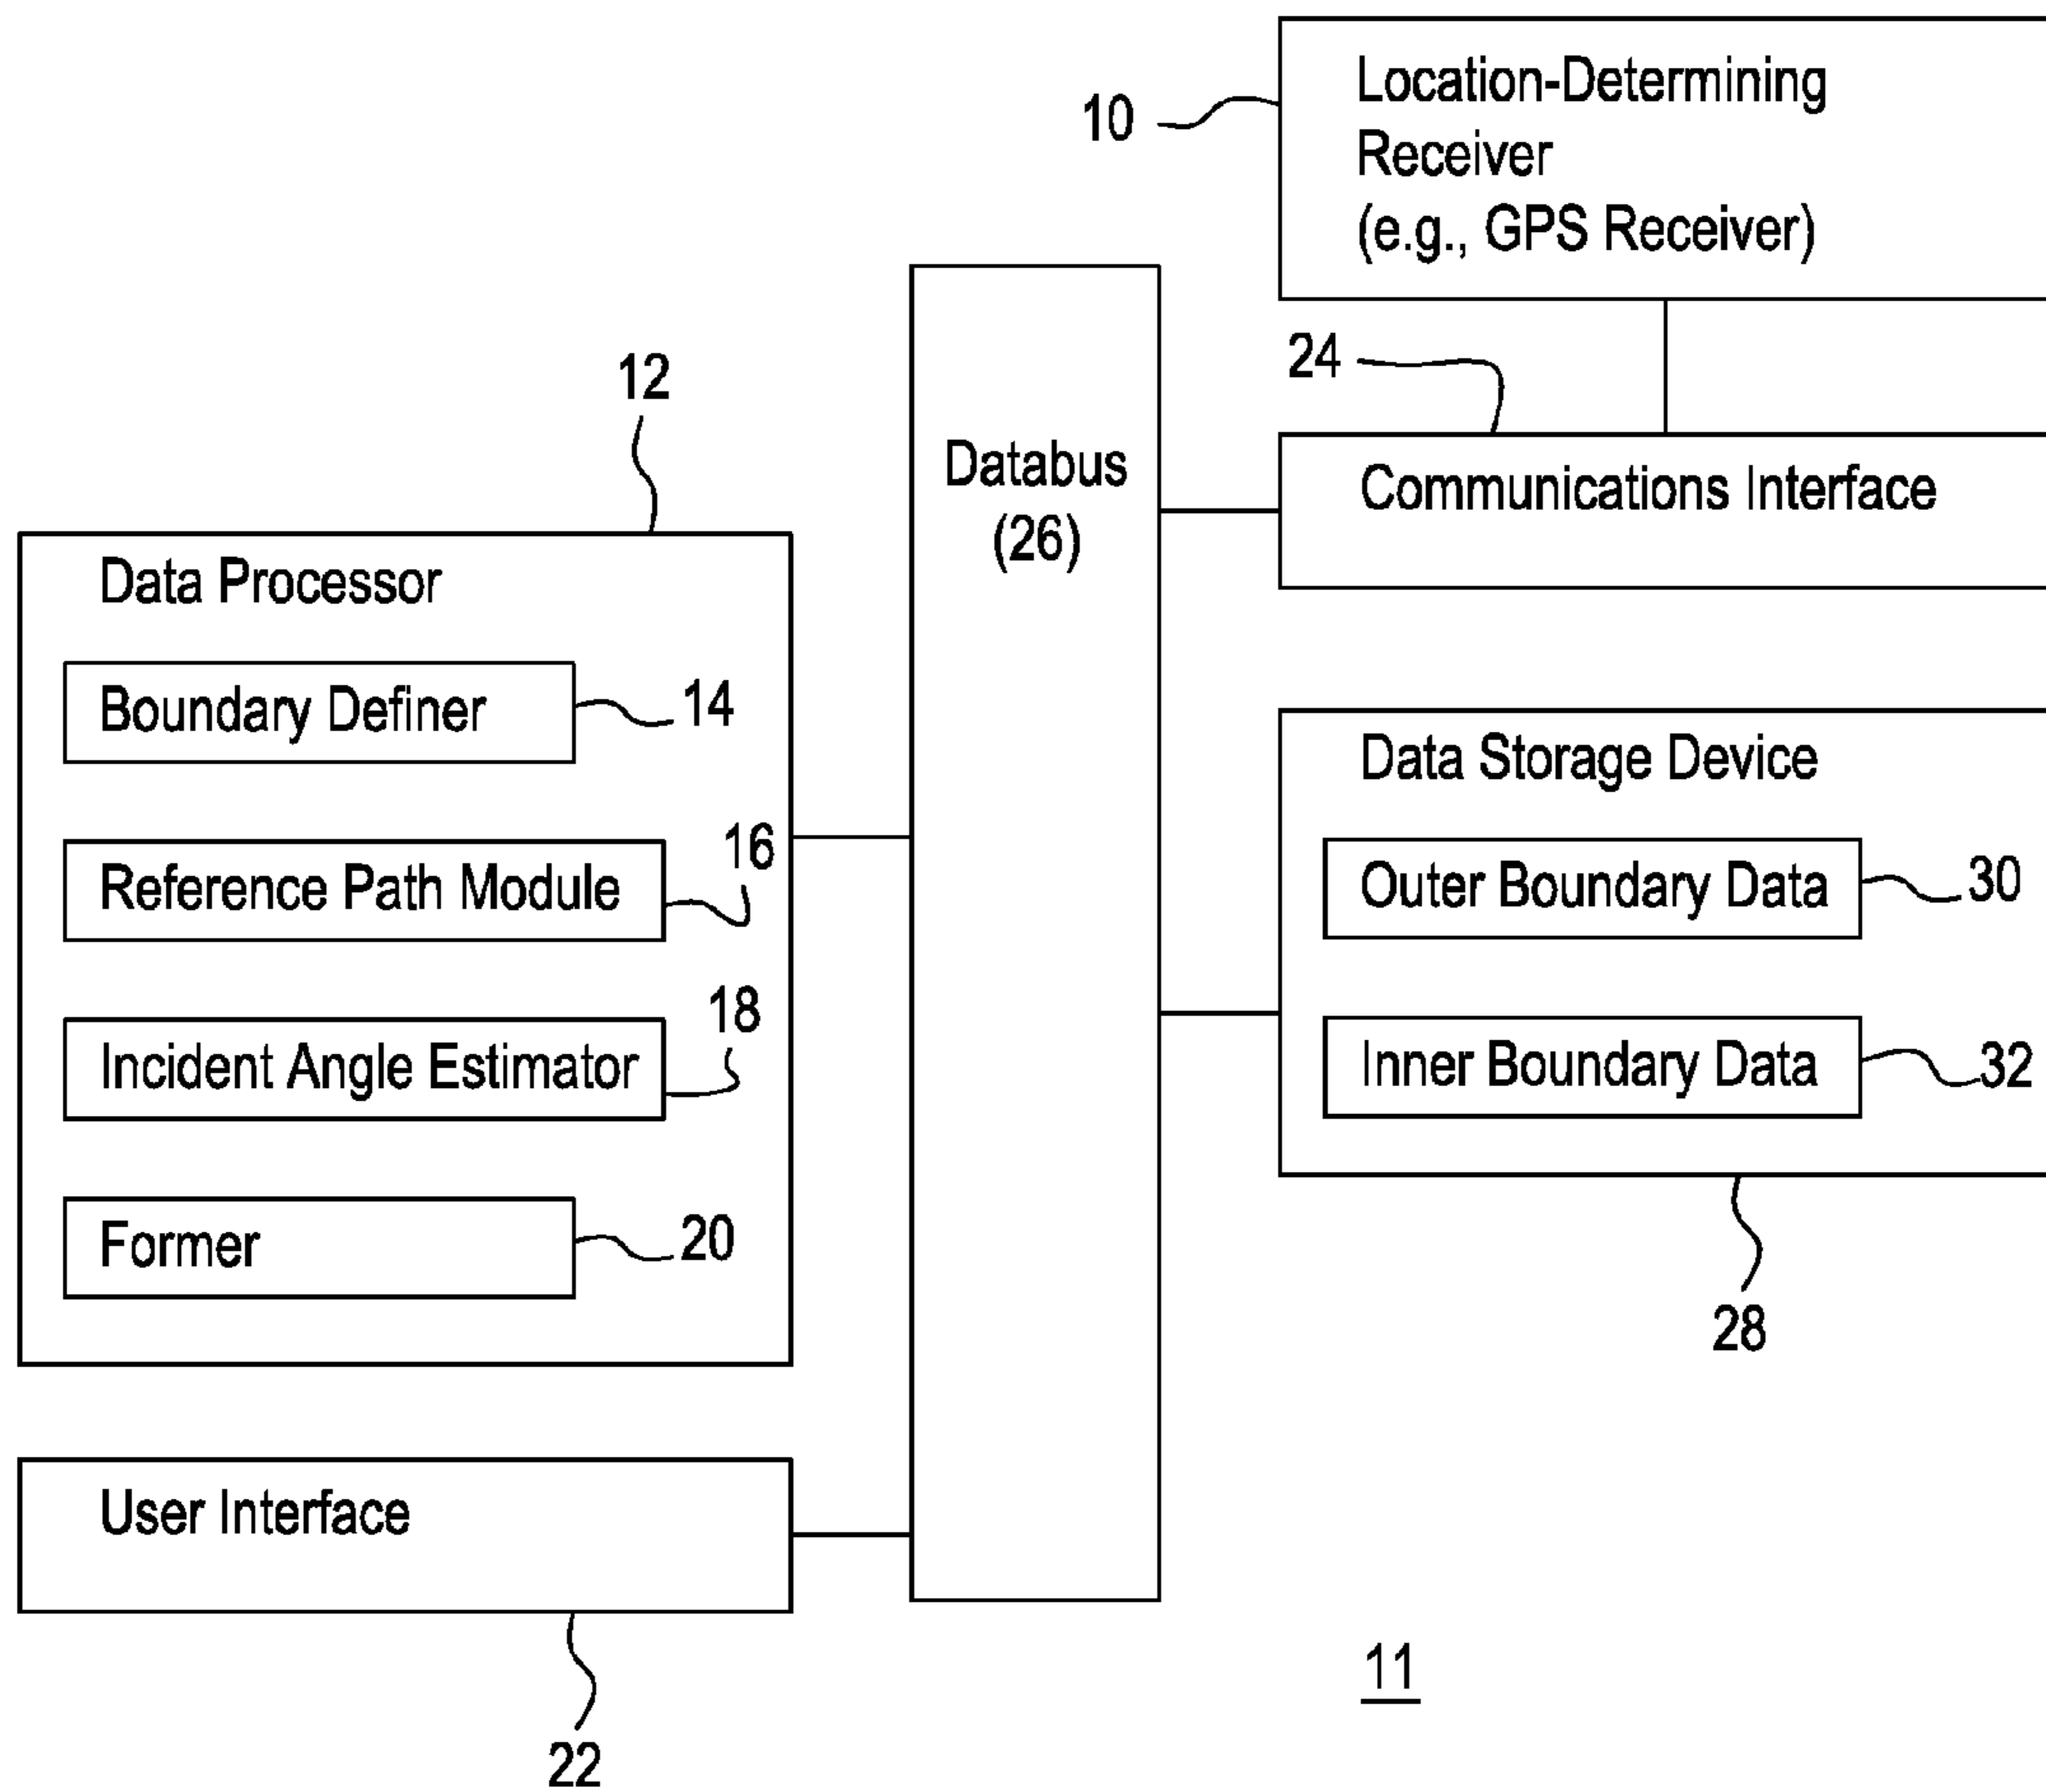 10
Location-Determining
Receiver
(e.g., GPS Receiver)
24
Communications Interface
12
Databus
(26)
Data Processor
Boundary Definer
14
Reference Path Module
16
Incident Angle Estimator
18
Former
20
Data Storage Device
Outer Boundary Data
30
Inner Boundary Data
32
28
User Interface
22
11